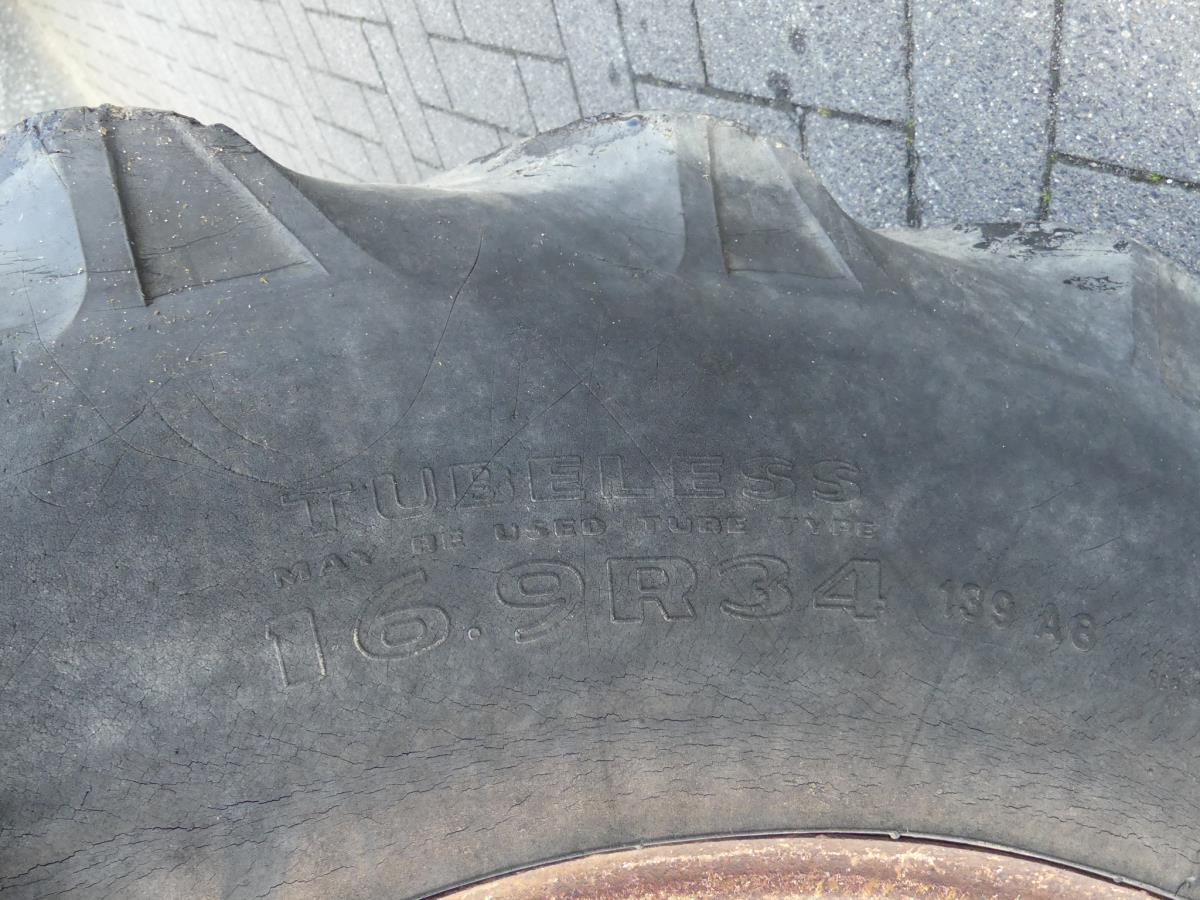 TUBELESS
MAY BE USED TUBE TYPE
16.9R34 139 A8